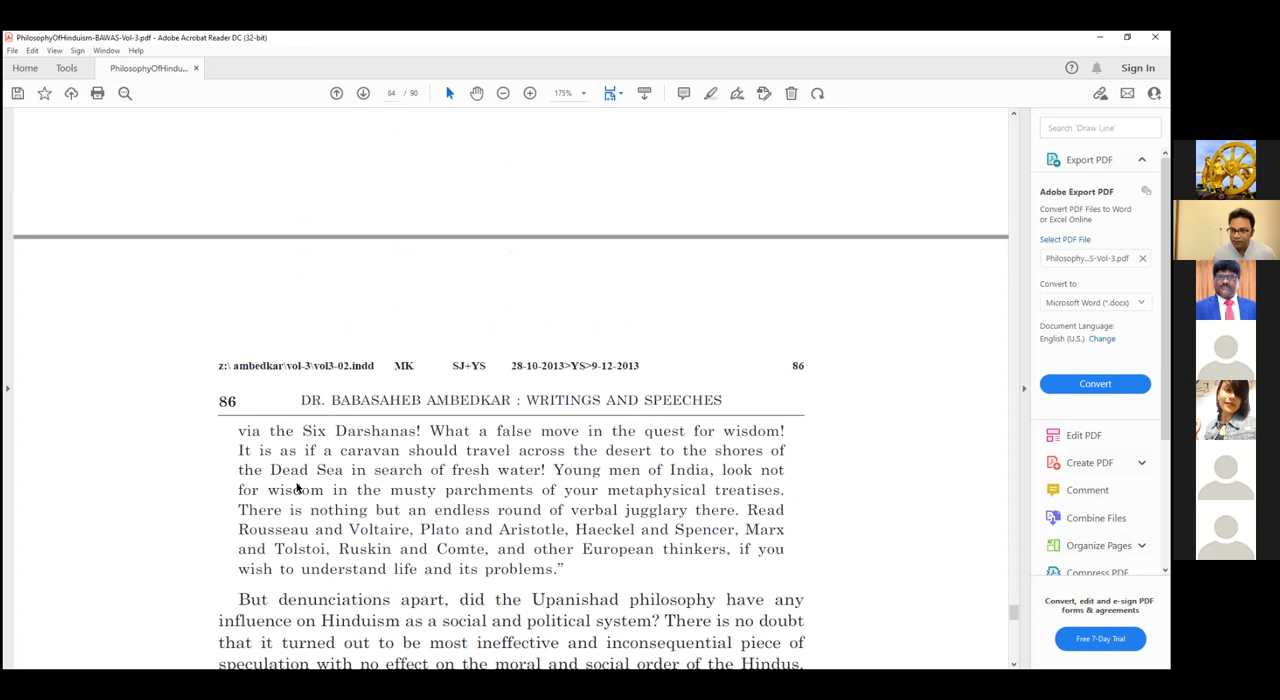 PhilosophyOfHinduism-BAWAS-Vol-3.pdf - Adobe Acrobat Reader DC (32-bit)
File Edit View Sign Window Help
Home Tools PhilosophyOfHindu... × Sign In
84 / 90 175%
Search 'Draw Line'
Export PDF
Adobe Export PDF
Convert PDF Files to Word
or Excel Online
Select PDF File
Philosophy...S-Vol-3.pdf
Convert to
Microsoft Word (*.docx)
Document Language:
English (U.S.) Change
Convert
Edit PDF
Create PDF
Comment
Combine Files
Organize Pages
Compress PDF
Convert, edit and e-sign PDF
forms & agreements
Free 7-Day Trial
z:\ ambedkar\vol-3\vol3-02.indd MK SJ+YS 28-10-2013>YS>9-12-2013 86
86 DR. BABASAHEB AMBEDKAR : WRITINGS AND SPEECHES
via the Six Darshanas! What a false move in the quest for wisdom!
It is as if a caravan should travel across the desert to the shores of
the Dead Sea in search of fresh water! Young men of India, look not
for wisdom in the musty parchments of your metaphysical treatises.
There is nothing but an endless round of verbal jugglary there. Read
Rousseau and Voltaire, Plato and Aristotle, Haeckel and Spencer, Marx
and Tolstoi, Ruskin and Comte, and other European thinkers, if you
wish to understand life and its problems.”
But denunciations apart, did the Upanishad philosophy have any
influence on Hinduism as a social and political system? There is no doubt
that it turned out to be most ineffective and inconsequential piece of
speculation with no effect on the moral and social order of the Hindus.